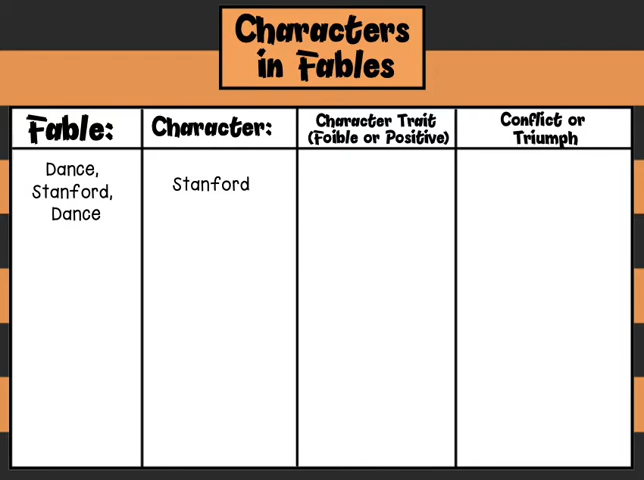 Characters
in Fables
Fable:
Character:
Character Trait
(Foible or Positive)
Conflict or
Triumph
Dance,
Stanford,
Dance
Stanford